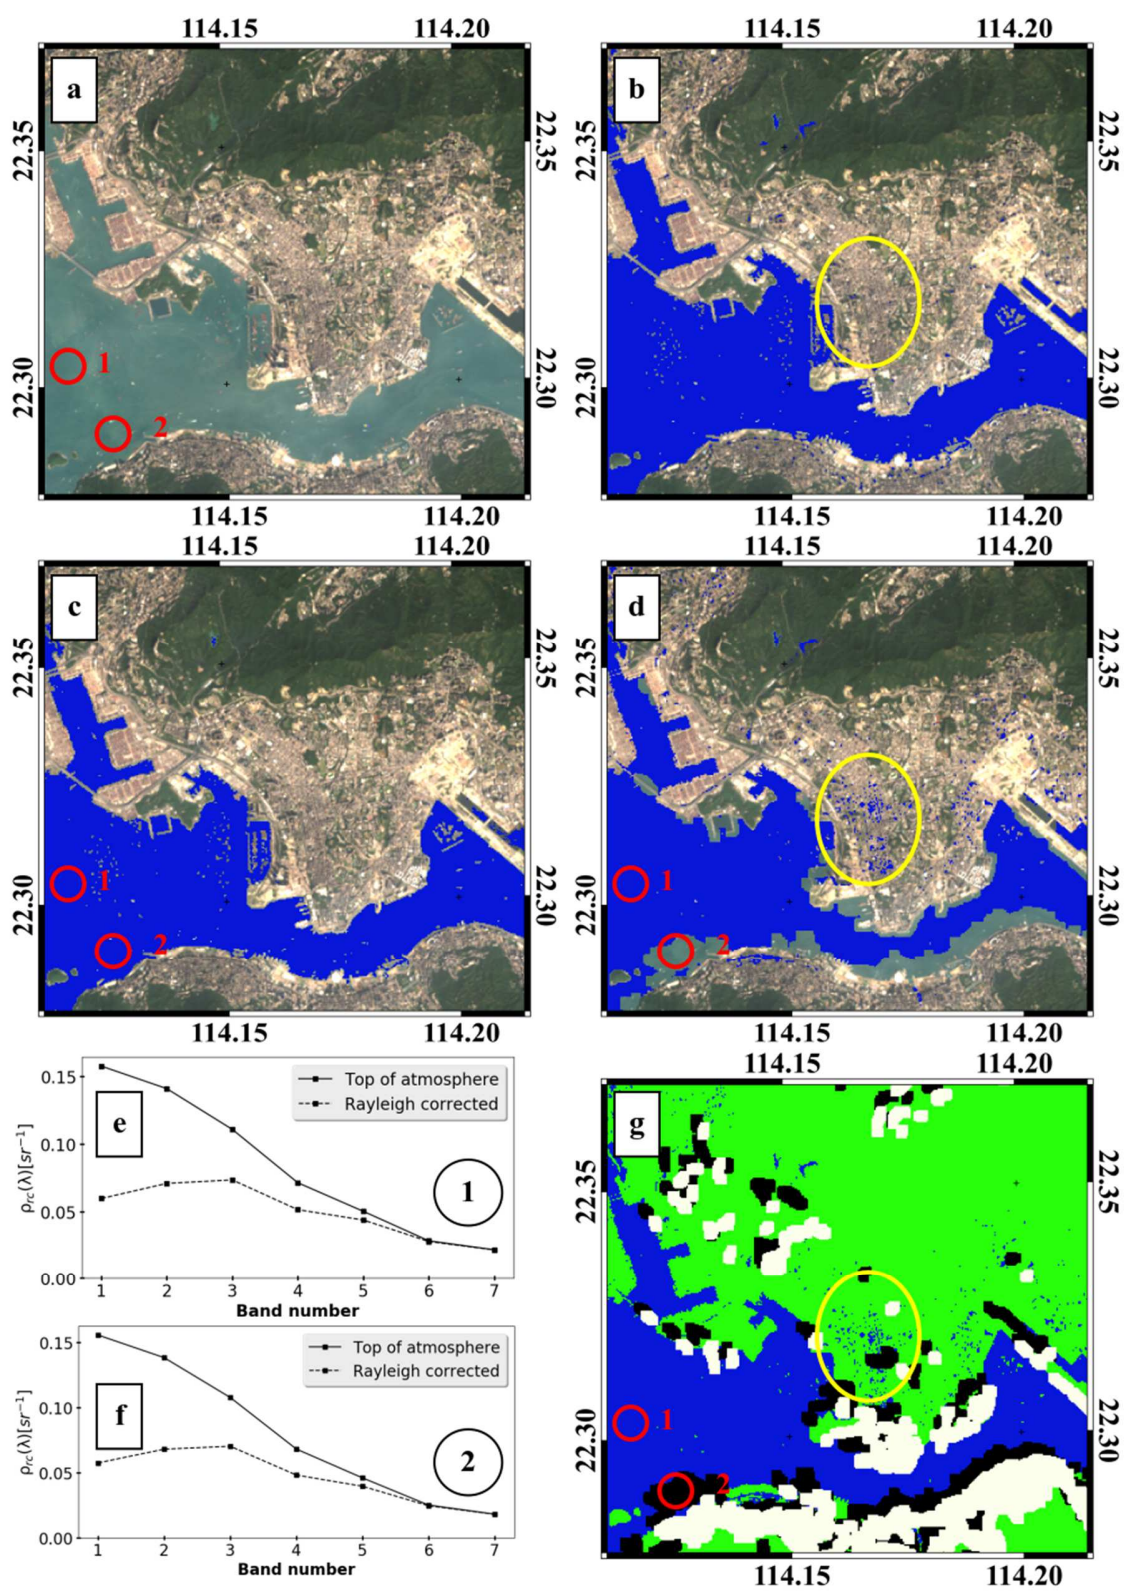 114.15 114.20 114.15 114.20
a b
22.35 22.35 22.35 22.35
1
22.30 22.30 22.30 22.30
2
114.15 114.20 114.15 114.20
114.15 114.20 114.15 114.20
c d
22.35 22.35 22.35 22.35
1 1
22.30 22.30 22.30 22.30
2 2
114.15 114.20 114.15 114.20
114.15 114.20
e
Top of atmosphere
Rayleigh corrected
0.15
0.10
0.05
0.00
ρrc(λ)[sr⁻¹]
1
1 2 3 4 5 6 7
Band number
f
Top of atmosphere
Rayleigh corrected
0.15
0.10
0.05
0.00
ρrc(λ)[sr⁻¹]
2
1 2 3 4 5 6 7
Band number
g
22.35 22.35
1
22.30 22.30
2
114.15 114.20